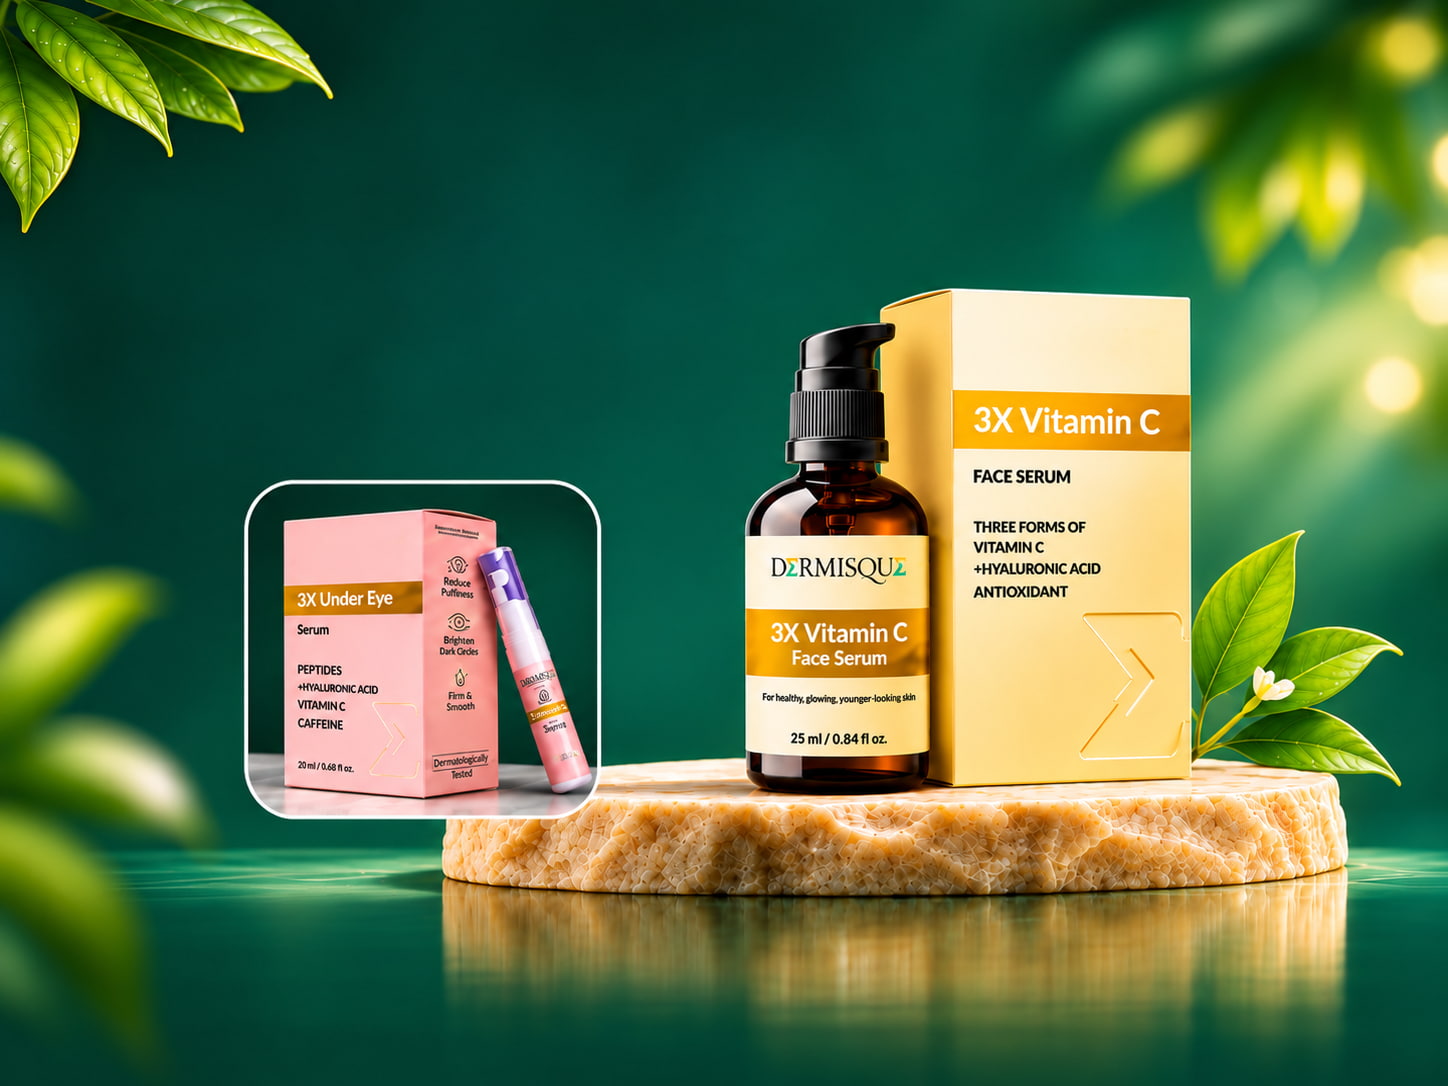 3X Under Eye
Serum
PEPTIDES
+HYALURONIC ACID
VITAMIN C
CAFFEINE
20 ml / 0.68 fl oz.
Reduce
Puffiness
Brighten
Dark Circles
Firm &
Smooth
Dermatologically
Tested
DΣRMISQUΣ
3X Vitamin C
Face Serum
For healthy, glowing, younger-looking skin
25 ml / 0.84 fl oz.
3X Vitamin C
FACE SERUM
THREE FORMS OF
VITAMIN C
+HYALURONIC ACID
ANTIOXIDANT